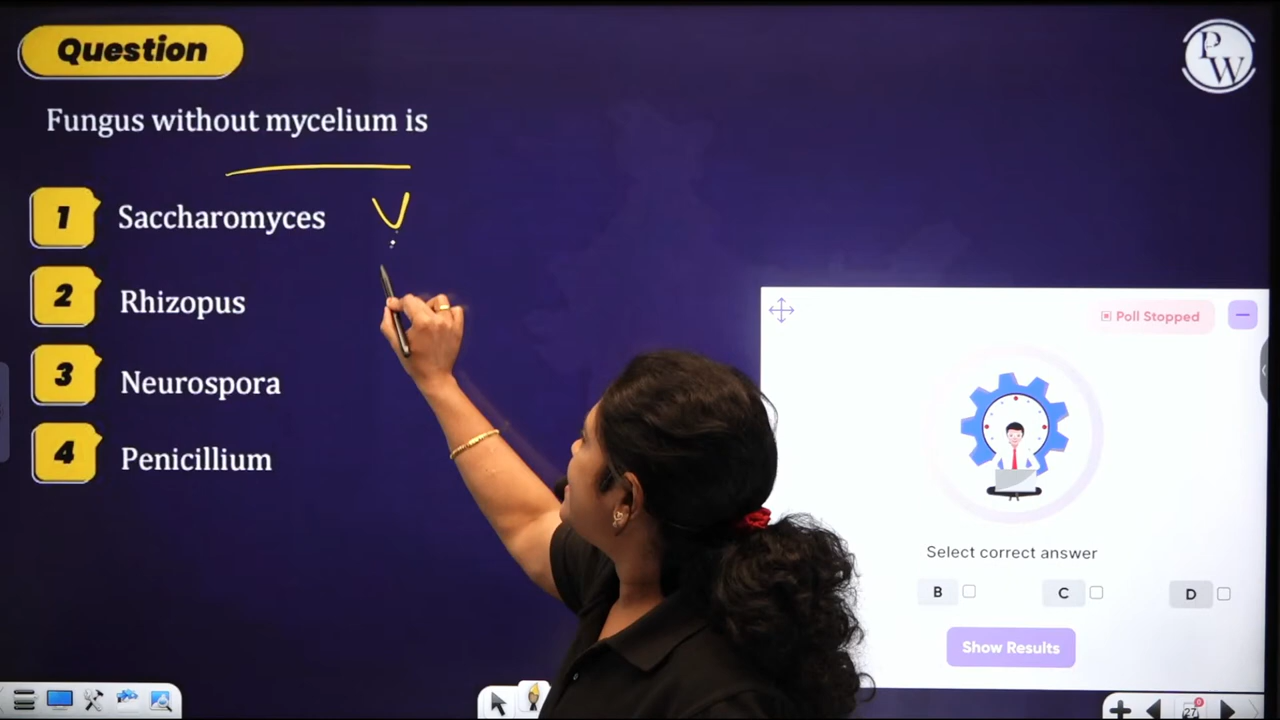 Question
PW
Fungus without mycelium is
1 Saccharomyces
2 Rhizopus
3 Neurospora
4 Penicillium
Poll Stopped
Select correct answer
B C D
Show Results
27